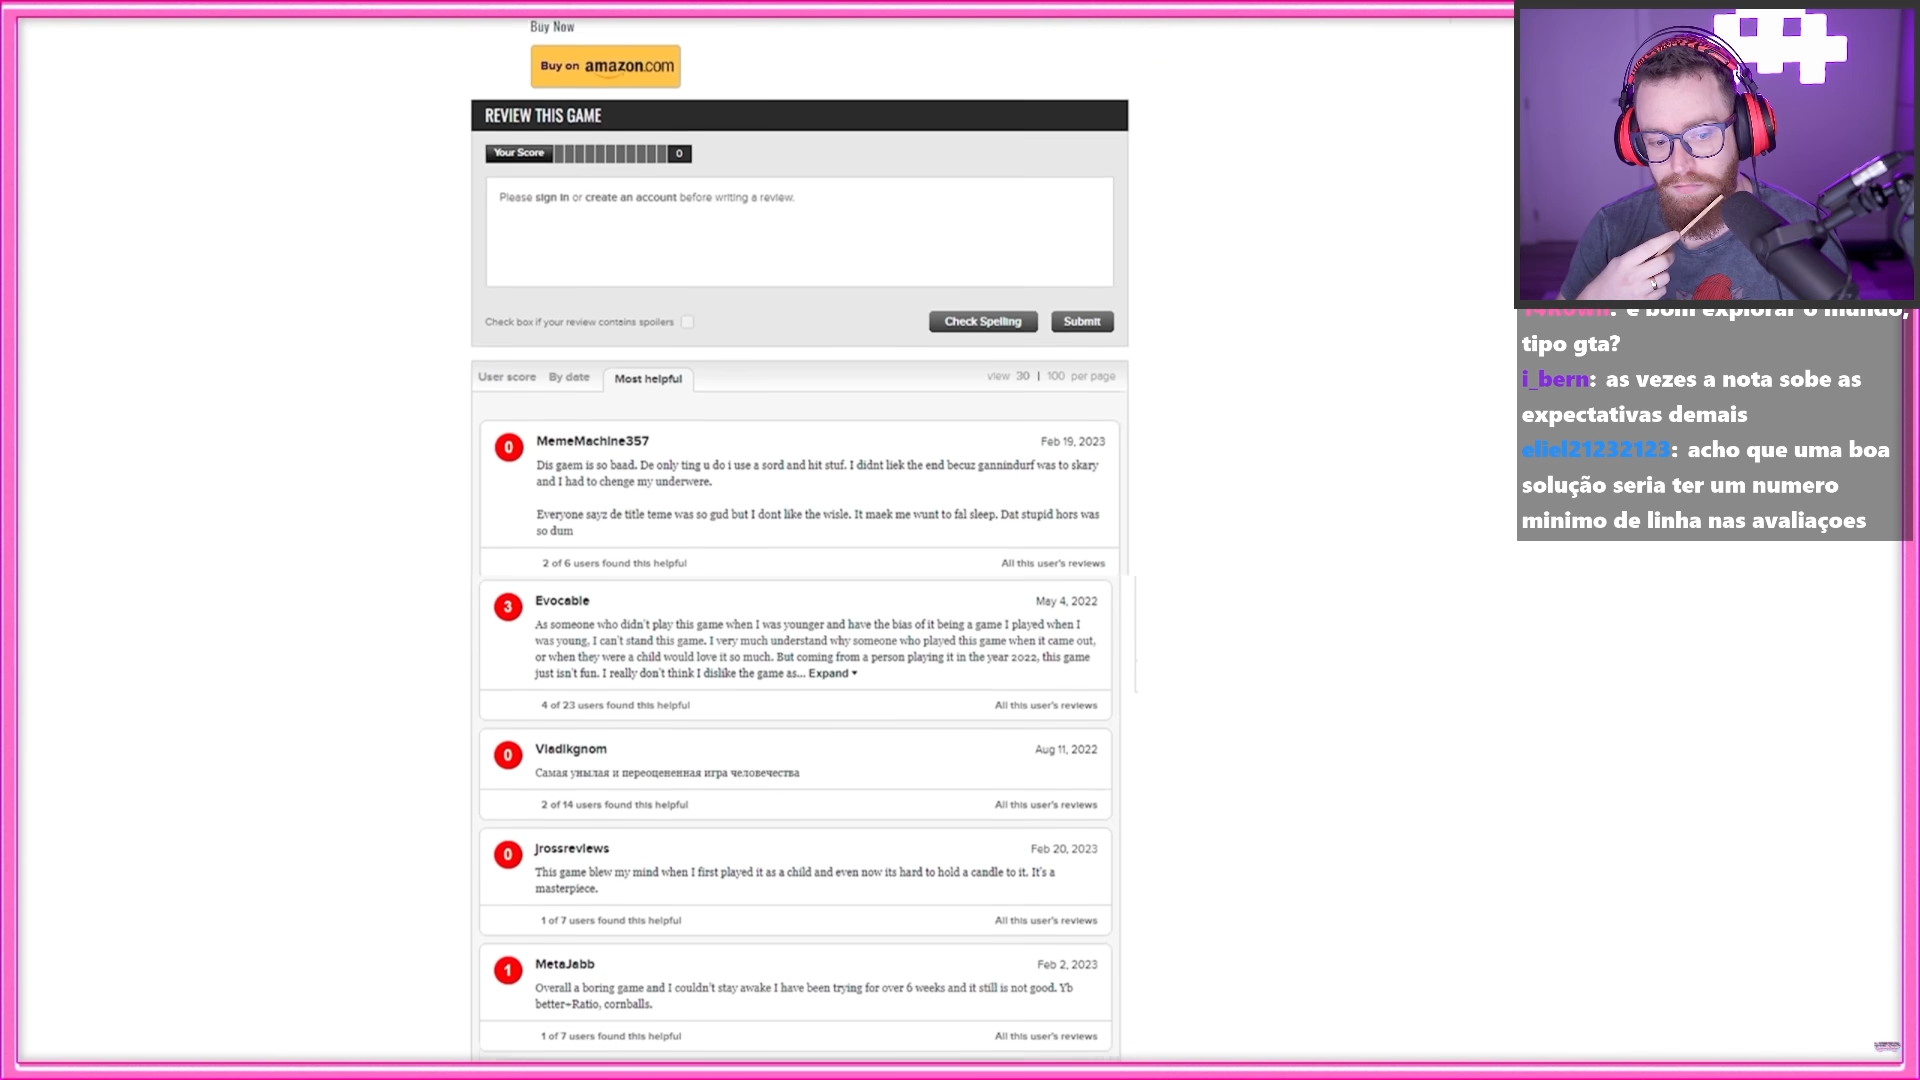 Buy Now
Buy on amazon.com
REVIEW THIS GAME
Your Score 0
Please sign in or create an account before writing a review.
Check box if your review contains spoilers
Check Spelling Submit
User score By date Most helpful view 30 | 100 per page
0 MemeMachine357 Feb 19, 2023
Dis gaem is so baad. De only ting u do i use a sord and hit stuf. I didnt liek the end becuz gannindurf was to skary
and I had to chenge my underwere.
Everyone sayz de title teme was so gud but I dont like the wisle. It maek me wunt to fal sleep. Dat stupid hors was
so dum
2 of 6 users found this helpful All this user's reviews
3 Evocable May 4, 2022
As someone who didn't play this game when I was younger and have the bias of it being a game I played when I
was young, I can't stand this game. I very much understand why someone who played this game when it came out,
or when they were a child would love it so much. But coming from a person playing it in the year 2022, this game
just isn't fun. I really don't think I dislike the game as... Expand
4 of 23 users found this helpful All this user's reviews
0 Vladikgnom Aug 11, 2022
Самая унылая и переоцененная игра человечества
2 of 14 users found this helpful All this user's reviews
0 Jrossreviews Feb 20, 2023
This game blew my mind when I first played it as a child and even now its hard to hold a candle to it. It's a
masterpiece.
1 of 7 users found this helpful All this user's reviews
1 MetaJabb Feb 2, 2023
Overall a boring game and I couldn't stay awake I have been trying for over 6 weeks and it still is not good. Yb
better=Ratio, cornballs.
1 of 7 users found this helpful All this user's reviews
: é bom explorar o mundo,
tipo gta?
i_bern: as vezes a nota sobe as
expectativas demais
eliel21232123: acho que uma boa
solução seria ter um numero
minimo de linha nas avaliaçoes